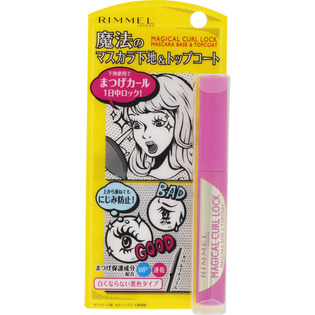 RIMMEL
LONDON
魔法の
MAGICAL CURL LOCK
MASCARA BASE & TOPCOAT
マスカラ下地&トップコート
下地使用で
まつげカール
1日中ロック!
上から重ねても
にじみ防止!
BAD
GOOD
まつげ保護成分
配合
WP
速乾
白くならない黒色タイプ
RIMMEL
MAGICAL CURL LOCK